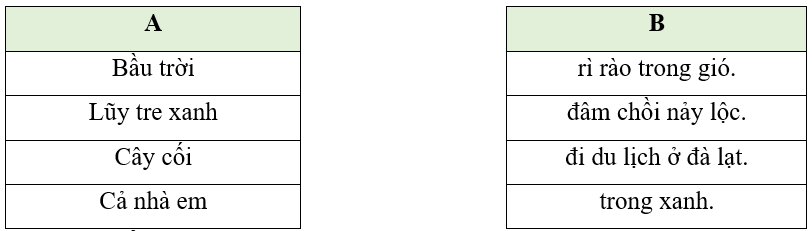 A B
Bầu trời rì rào trong gió.
Lũy tre xanh đâm chồi nảy lộc.
Cây cối đi du lịch ở đà lạt.
Cả nhà em trong xanh.